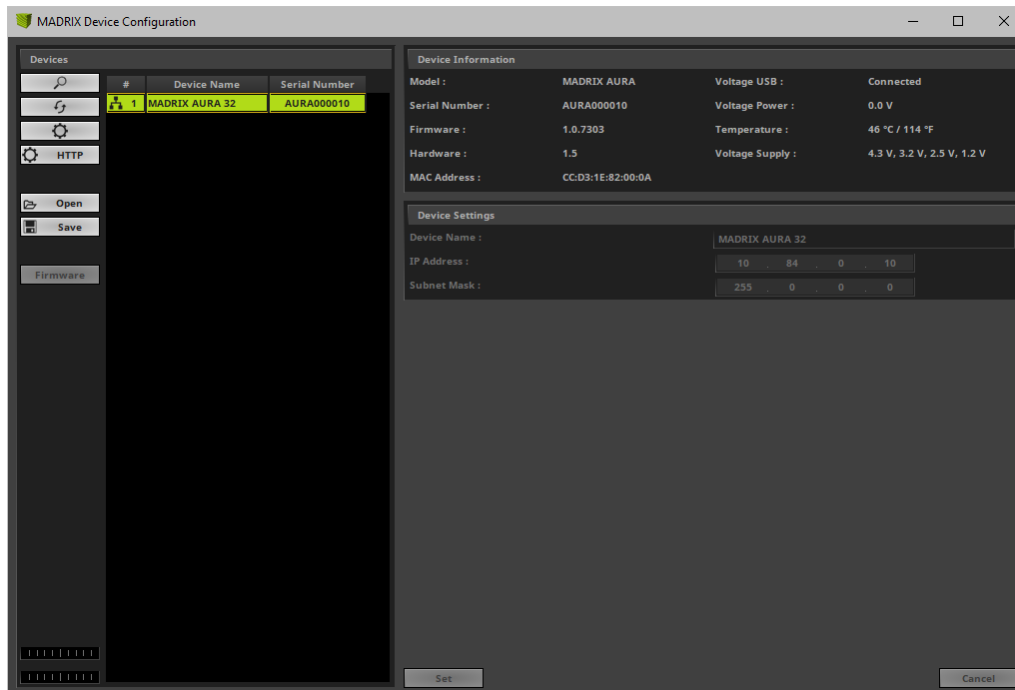 MADRIX Device Configuration
Devices
# Device Name Serial Number
1 MADRIX AURA 32 AURA000010
HTTP
Open
Save
Firmware
Device Information
Model : MADRIX AURA Voltage USB : Connected
Serial Number : AURA000010 Voltage Power : 0.0 V
Firmware : 1.0.7303 Temperature : 46 °C / 114 °F
Hardware : 1.5 Voltage Supply : 4.3 V, 3.2 V, 2.5 V, 1.2 V
MAC Address : CC:D3:1E:82:00:0A
Device Settings
Device Name : MADRIX AURA 32
IP Address : 10 . 84 . 0 . 10
Subnet Mask : 255 . 0 . 0 . 0
Set Cancel